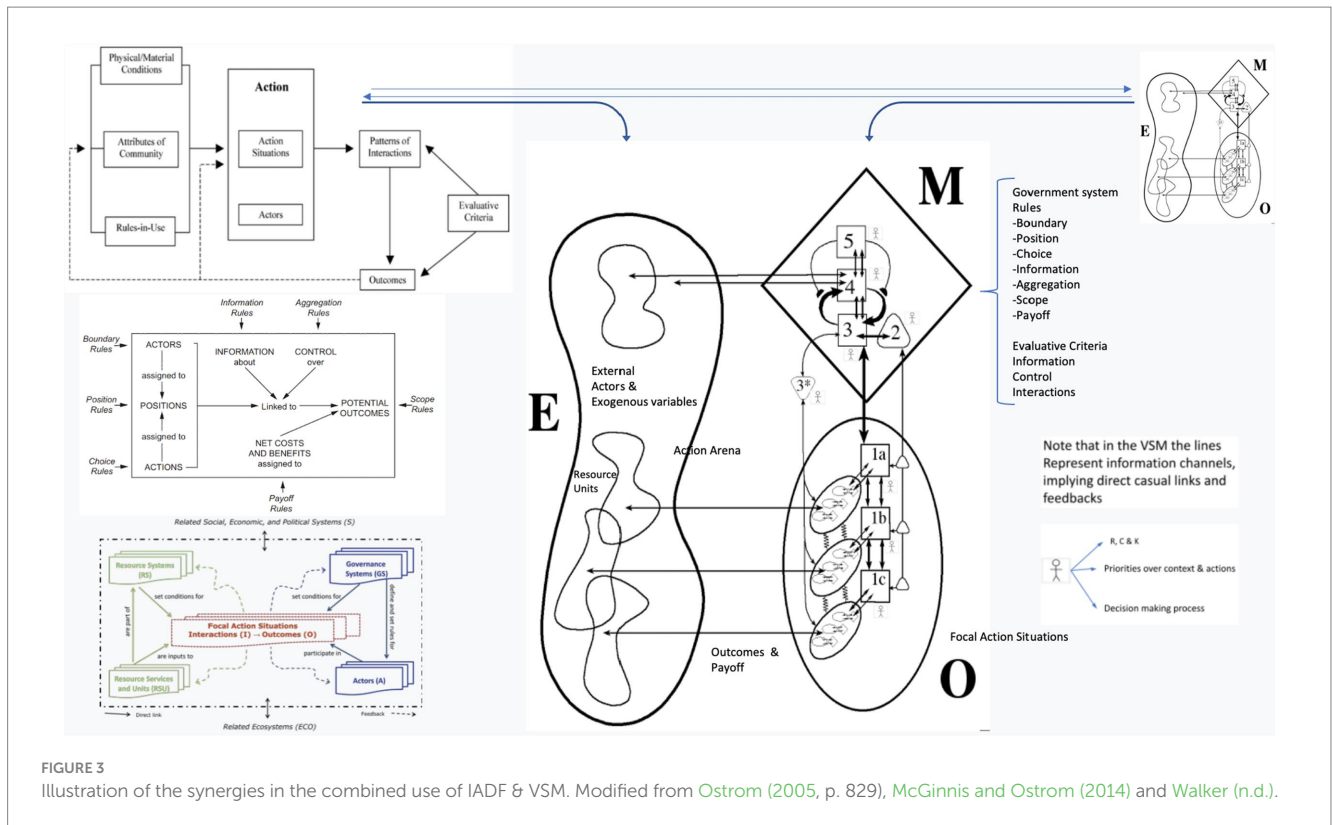 Physical/Material
Conditions
Attributes of
Community
Rules-in-Use
Action
Action
Situations
Actors
Patterns of
Interactions
Evaluative
Criteria
Outcomes
Information
Rules
Aggregation
Rules
Boundary
Rules
Position
Rules
Choice
Rules
ACTORS
assigned to
POSITIONS
assigned to
ACTIONS
INFORMATION
about
CONTROL
over
Linked to
POTENTIAL
OUTCOMES
NET COSTS
AND BENEFITS
assigned to
Scope
Rules
Payoff
Rules
Related Social, Economic, and Political Systems (S)
Resource Systems
(RS)
Governance
Systems (GS)
set conditions for
set conditions for
are part of
define and set rules for
Focal Action Situations
Interactions (I) → Outcomes (O)
are inputs to
participate in
Resource Services
and Units (RSU)
Actors (A)
Direct link
Feedback
Related Ecosystems (ECO)
E
M
O
5
4
3
2
3*
1a
1b
1c
External
Actors &
Exogenous variables
Action Arena
Resource
Units
Outcomes &
Payoff
Focal Action Situations
M
E
O
Government system
Rules
-Boundary
-Position
-Choice
-Information
-Aggregation
-Scope
-Payoff
Evaluative Criteria
Information
Control
Interactions
Note that in the VSM the lines
Represent information channels,
implying direct casual links and
feedbacks
R, C & K
Priorities over context & actions
Decision making process
FIGURE 3
Illustration of the synergies in the combined use of IADF & VSM. Modified from Ostrom (2005, p. 829), McGinnis and Ostrom (2014) and Walker (n.d.).